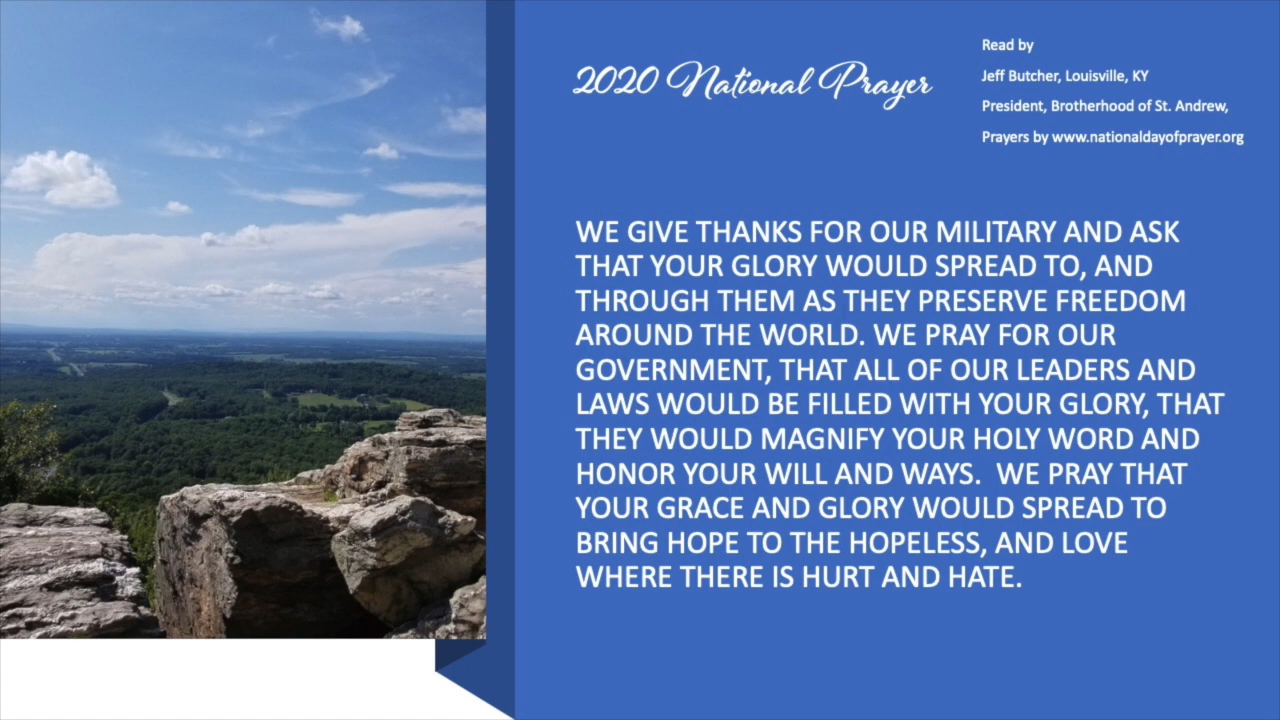 2020 National Prayer
Read by
Jeff Butcher, Louisville, KY
President, Brotherhood of St. Andrew,
Prayers by www.nationaldayofprayer.org
WE GIVE THANKS FOR OUR MILITARY AND ASK
THAT YOUR GLORY WOULD SPREAD TO, AND
THROUGH THEM AS THEY PRESERVE FREEDOM
AROUND THE WORLD. WE PRAY FOR OUR
GOVERNMENT, THAT ALL OF OUR LEADERS AND
LAWS WOULD BE FILLED WITH YOUR GLORY, THAT
THEY WOULD MAGNIFY YOUR HOLY WORD AND
HONOR YOUR WILL AND WAYS.  WE PRAY THAT
YOUR GRACE AND GLORY WOULD SPREAD TO
BRING HOPE TO THE HOPELESS, AND LOVE
WHERE THERE IS HURT AND HATE.